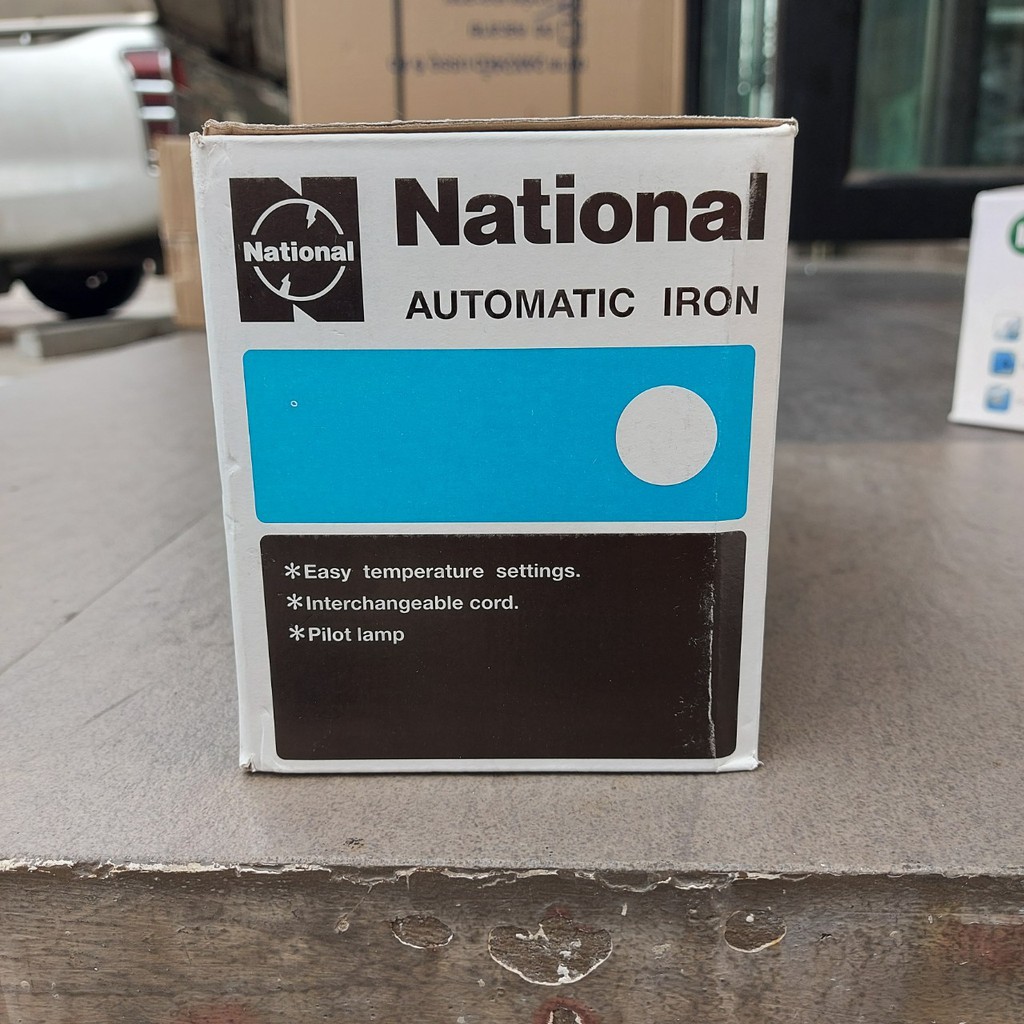 National
National
AUTOMATIC IRON
*Easy temperature settings.
*Interchangeable cord.
*Pilot lamp